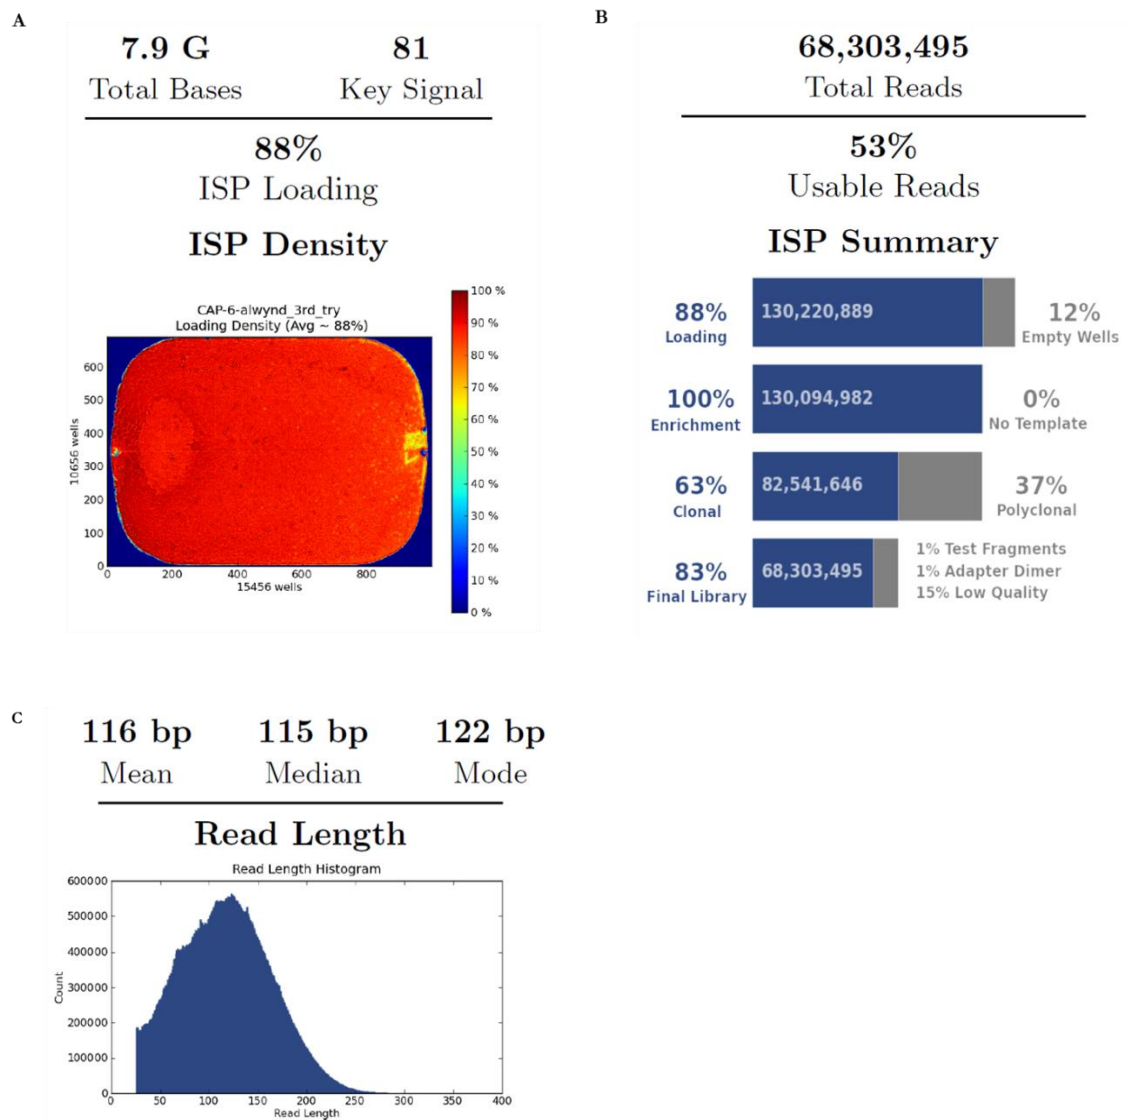 A
7.9 G
81
Total Bases
Key Signal
88%
ISP Loading
ISP Density
CAP-6-alwynd_3rd_try
Loading Density (Avg ~ 88%)
10656 wells
600
500
400
300
200
100
0
0 200 400 600 800
15456 wells
100 %
90 %
80 %
70 %
60 %
50 %
40 %
30 %
20 %
10 %
0 %
B
68,303,495
Total Reads
53%
Usable Reads
ISP Summary
88%
Loading
130,220,889
12%
Empty Wells
100%
Enrichment
130,094,982
0%
No Template
63%
Clonal
82,541,646
37%
Polyclonal
83%
Final Library
68,303,495
1% Test Fragments
1% Adapter Dimer
15% Low Quality
C
116 bp
115 bp
122 bp
Mean
Median
Mode
Read Length
Read Length Histogram
Count
600000
500000
400000
300000
200000
100000
0
0 50 100 150 200 250 300 350 400
Read Length